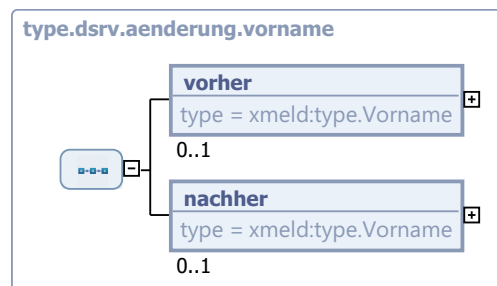 type.dsrv.aenderung.vorname
vorher
type = xmeld:type.Vorname
0..1
nachher
type = xmeld:type.Vorname
0..1